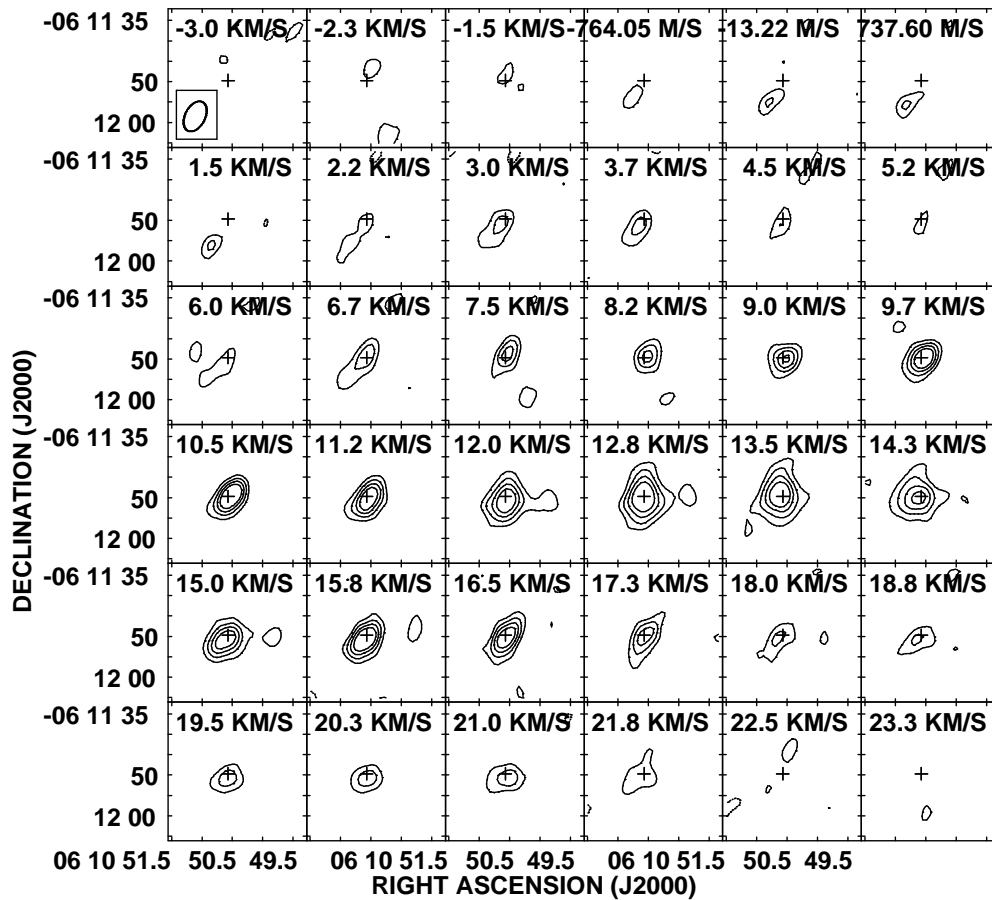 -06 11 35 -3.0 KM/S -2.3 KM/S -1.5 KM/S -764.05 M/S -13.22 M/S 737.60 M/S
50
12 00
-06 11 35 1.5 KM/S 2.2 KM/S 3.0 KM/S 3.7 KM/S 4.5 KM/S 5.2 KM/S
50
12 00
-06 11 35 6.0 KM/S 6.7 KM/S 7.5 KM/S 8.2 KM/S 9.0 KM/S 9.7 KM/S
50
12 00
-06 11 35 10.5 KM/S 11.2 KM/S 12.0 KM/S 12.8 KM/S 13.5 KM/S 14.3 KM/S
50
12 00
-06 11 35 15.0 KM/S 15.8 KM/S 16.5 KM/S 17.3 KM/S 18.0 KM/S 18.8 KM/S
50
12 00
-06 11 35 19.5 KM/S 20.3 KM/S 21.0 KM/S 21.8 KM/S 22.5 KM/S 23.3 KM/S
50
12 00
DECLINATION (J2000)
06 10 51.5 50.5 49.5 06 10 51.5 50.5 49.5 06 10 51.5 50.5 49.5
RIGHT ASCENSION (J2000)